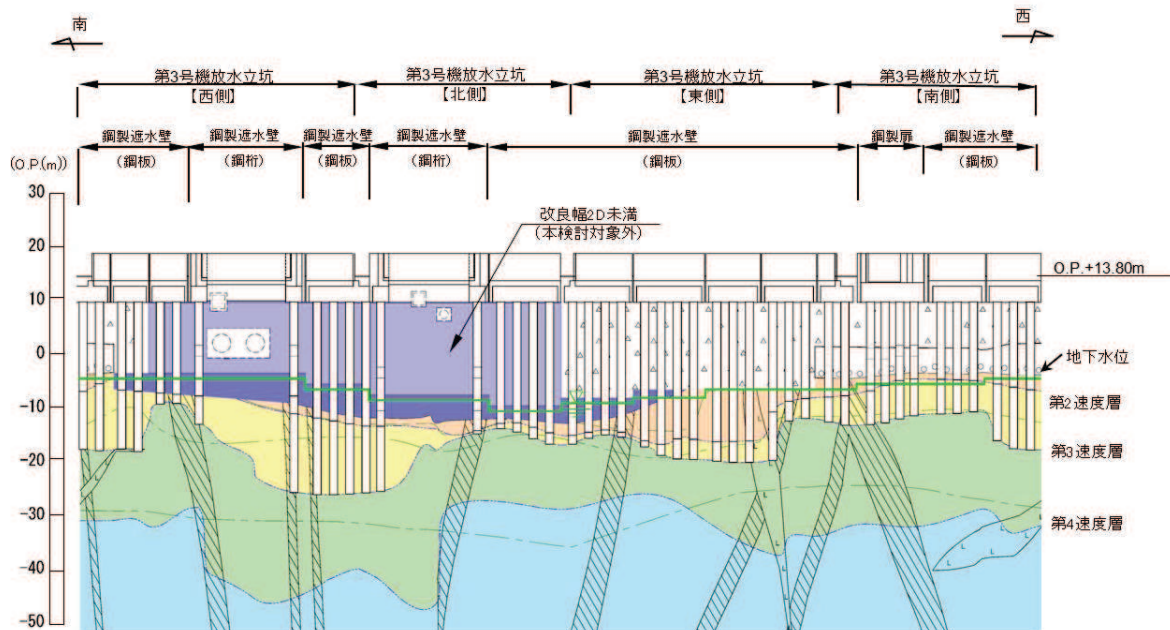 南
西
第3号機放水立坑
【西側】
第3号機放水立坑
【北側】
第3号機放水立坑
【東側】
第3号機放水立坑
【南側】
鋼製遮水壁
(鋼板)
鋼製遮水壁
(鋼桁)
鋼製遮水壁
(鋼板)
鋼製遮水壁
(鋼桁)
鋼製遮水壁
(鋼板)
鋼製扉
鋼製遮水壁
(鋼板)
(O.P.(m))
30
20
10
0
-10
-20
-30
-40
-50
改良幅2D未満
(本検討対象外)
O.P.+13.80m
地下水位
第2速度層
第3速度層
第4速度層
L
L
L
L
L
L
L
L